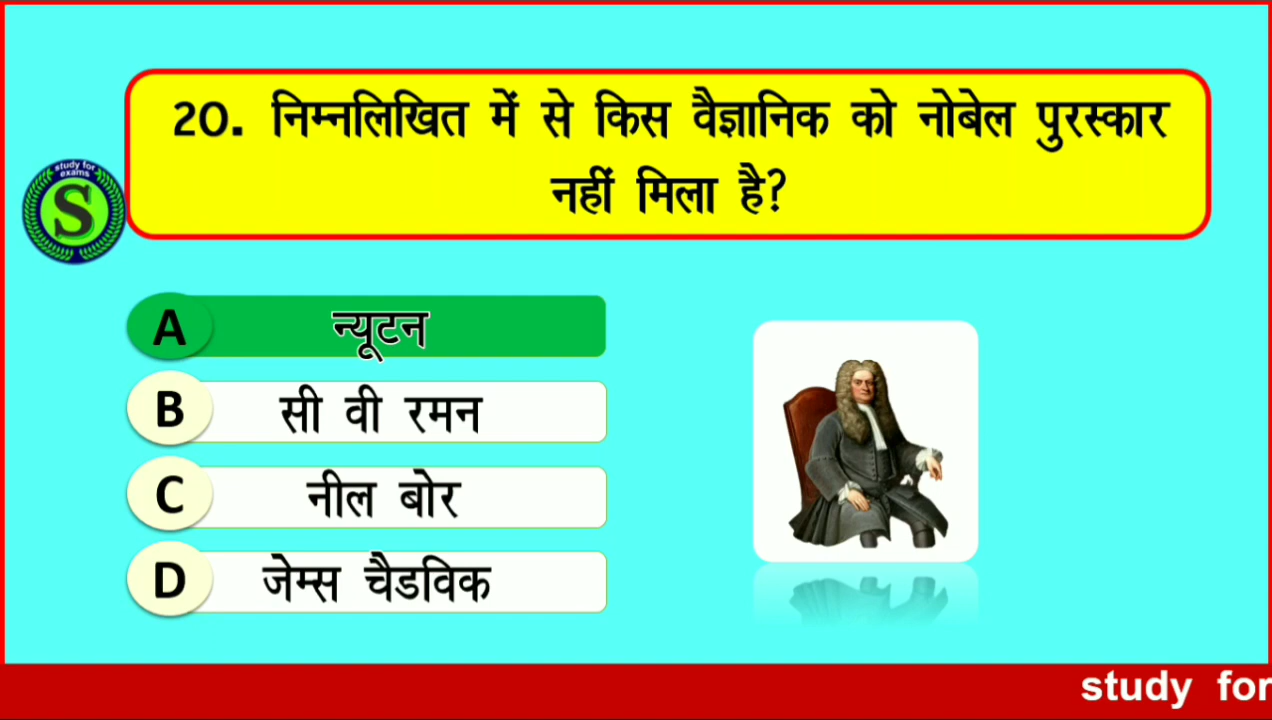 20. निम्नलिखित में से किस वैज्ञानिक को नोबेल पुरस्कार
नहीं मिला है?
study for
exams
S
A न्यूटन
B सी वी रमन
C नील बोर
D जेम्स चैडविक
study for